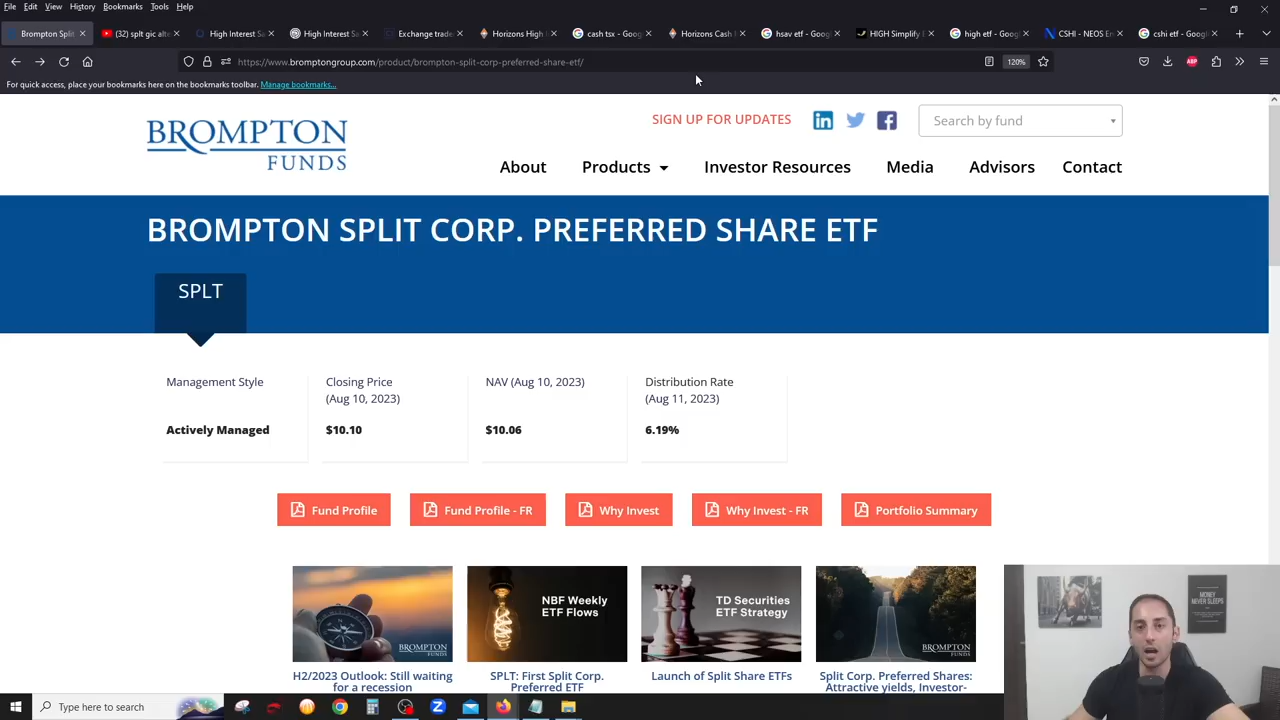 File Edit View History Bookmarks Tools Help
Brompton Split
(32) splt gic alte
High Interest Sa
High Interest Sa
Exchange trade
Horizons High I
cash tsx - Goog
Horizons Cash
hsav etf - Goog
HIGH Simplify E
high etf - Googl
CSHI - NEOS En
cshi etf - Googl
https://www.bromptongroup.com/product/brompton-split-corp-preferred-share-etf/
120%
ABP
For quick access, place your bookmarks here on the bookmarks toolbar. Manage bookmarks...
BROMPTON
FUNDS
SIGN UP FOR UPDATES
Search by fund
About Products Investor Resources Media Advisors Contact
BROMPTON SPLIT CORP. PREFERRED SHARE ETF
SPLT
Management Style
Actively Managed
Closing Price
(Aug 10, 2023)
$10.10
NAV (Aug 10, 2023)
$10.06
Distribution Rate
(Aug 11, 2023)
6.19%
Fund Profile
Fund Profile - FR
Why Invest
Why Invest - FR
Portfolio Summary
BROMPTON
FUNDS
NBF Weekly
ETF Flows
TD Securities
ETF Strategy
BROMPTON
FUNDS
H2/2023 Outlook: Still waiting
for a recession
SPLT: First Split Corp.
Preferred ETF
Launch of Split Share ETFs
Split Corp. Preferred Shares:
Attractive yields, Investor-
MONEY
NEVER SLEEPS
Type here to search